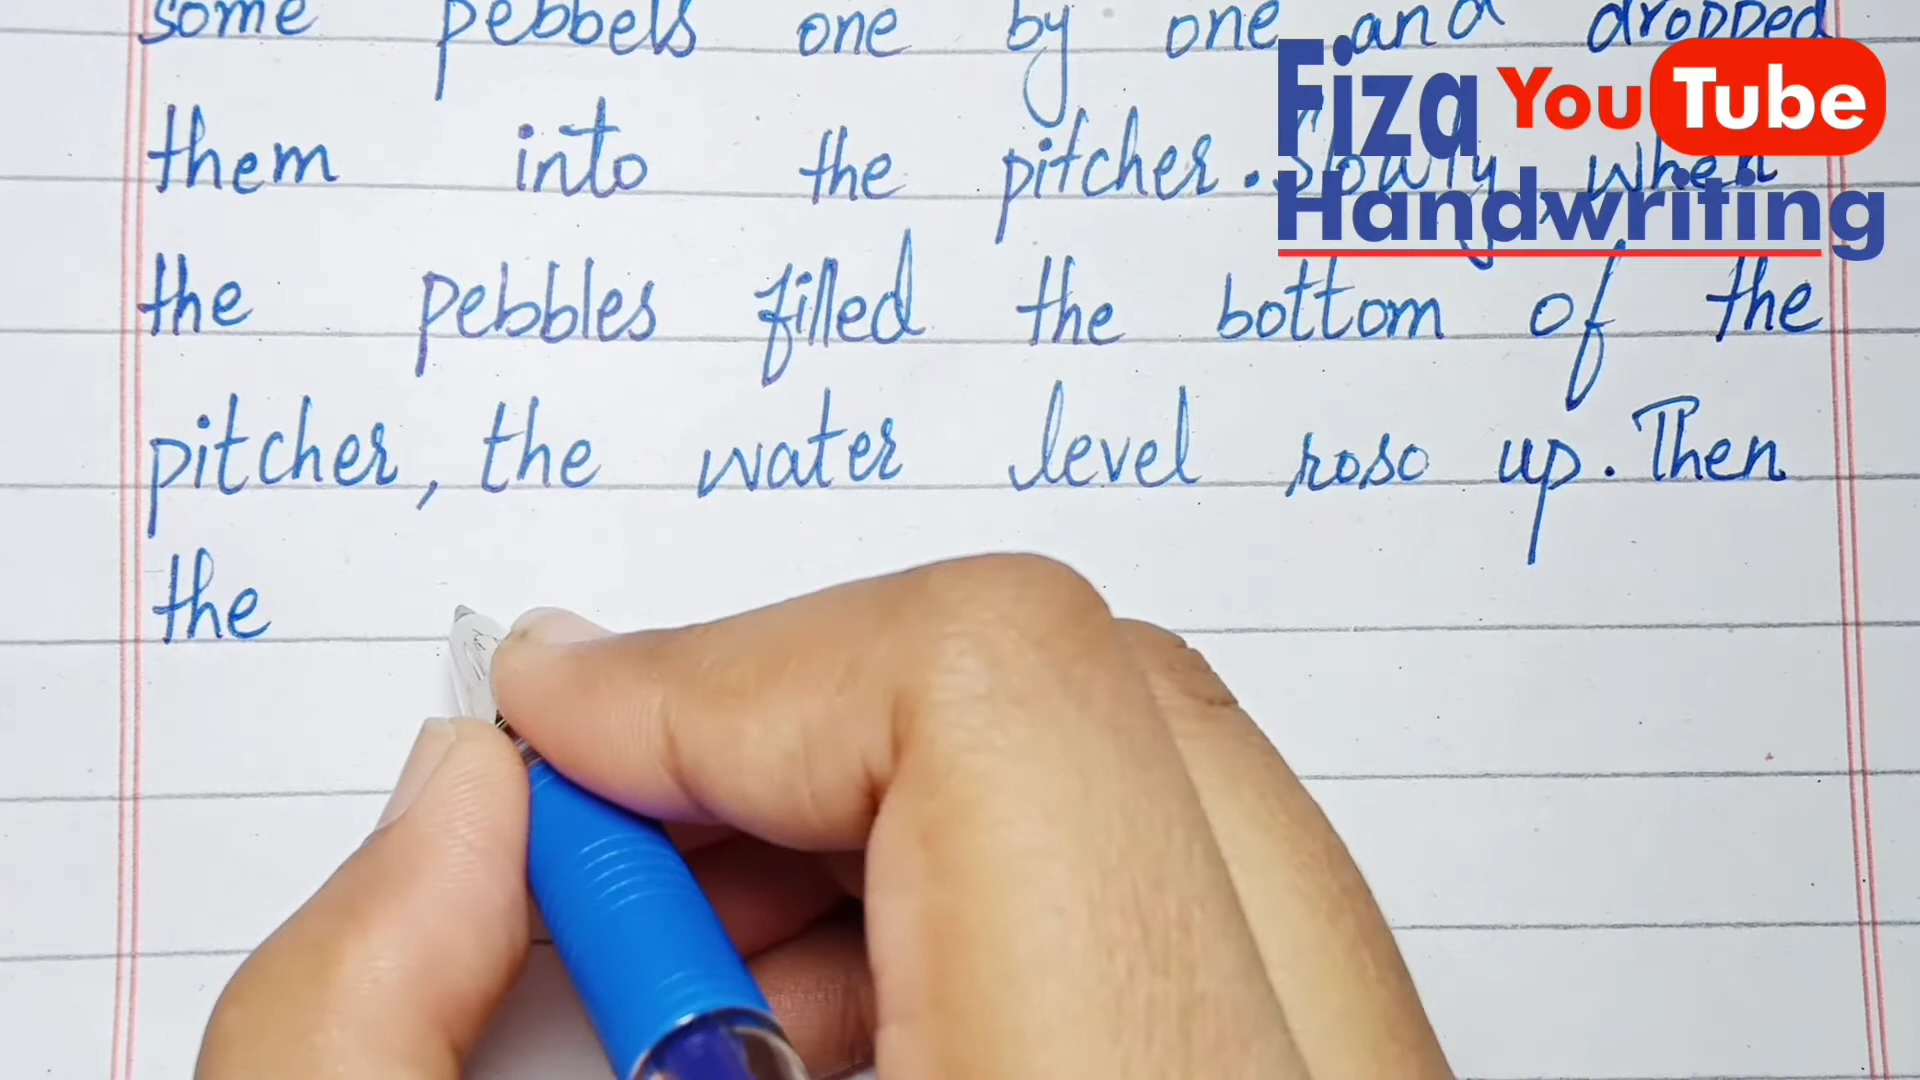 some pebbels one by one and dropped
Fiza YouTube
them into the pitcher. Slowly, when
Handwriting
the pebbles filled the bottom of the
pitcher, the water level roso up. Then
the